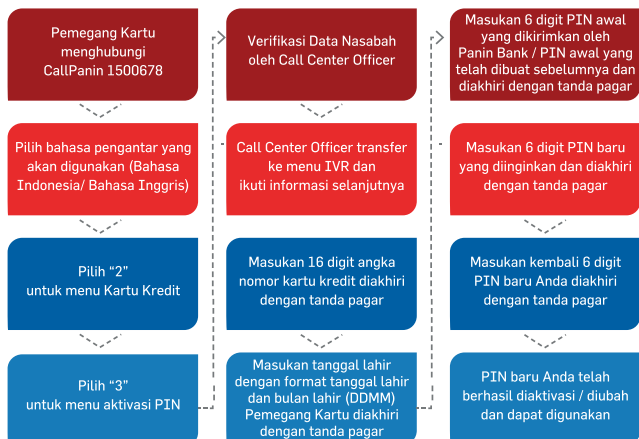 Pemegang Kartu
menghubungi
CallPanin 1500678
Pilih bahasa pengantar yang
akan digunakan (Bahasa
Indonesia/ Bahasa Inggris)
Pilih “2”
untuk menu Kartu Kredit
Pilih “3”
untuk menu aktivasi PIN
Verifikasi Data Nasabah
oleh Call Center Officer
Call Center Officer transfer
ke menu IVR dan
ikuti informasi selanjutnya
Masukan 16 digit angka
nomor kartu kredit diakhiri
dengan tanda pagar
Masukan tanggal lahir
dengan format tanggal lahir
dan bulan lahir (DDMM)
Pemegang Kartu diakhiri
dengan tanda pagar
Masukan 6 digit PIN awal
yang dikirimkan oleh
Panin Bank / PIN awal yang
telah dibuat sebelumnya dan
diakhiri dengan tanda pagar
Masukan 6 digit PIN baru
yang diinginkan dan diakhiri
dengan tanda pagar
Masukan kembali 6 digit
PIN baru Anda diakhiri
dengan tanda pagar
PIN baru Anda telah
berhasil diaktivasi / diubah
dan dapat digunakan